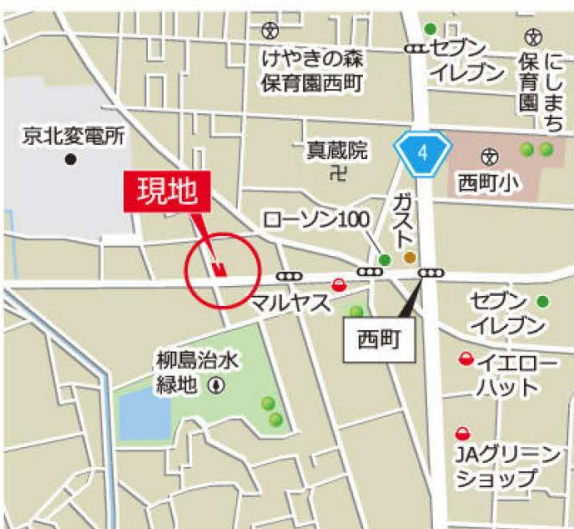 けやきの森
保育園西町
セブン
イレブン
にしまち
保育園
京北変電所
真蔵院
卍
4
西町小
現地
ローソン100
ガスト
マルヤス
西町
セブン
イレブン
柳島治水
緑地
イエロー
ハット
JAグリーン
ショップ